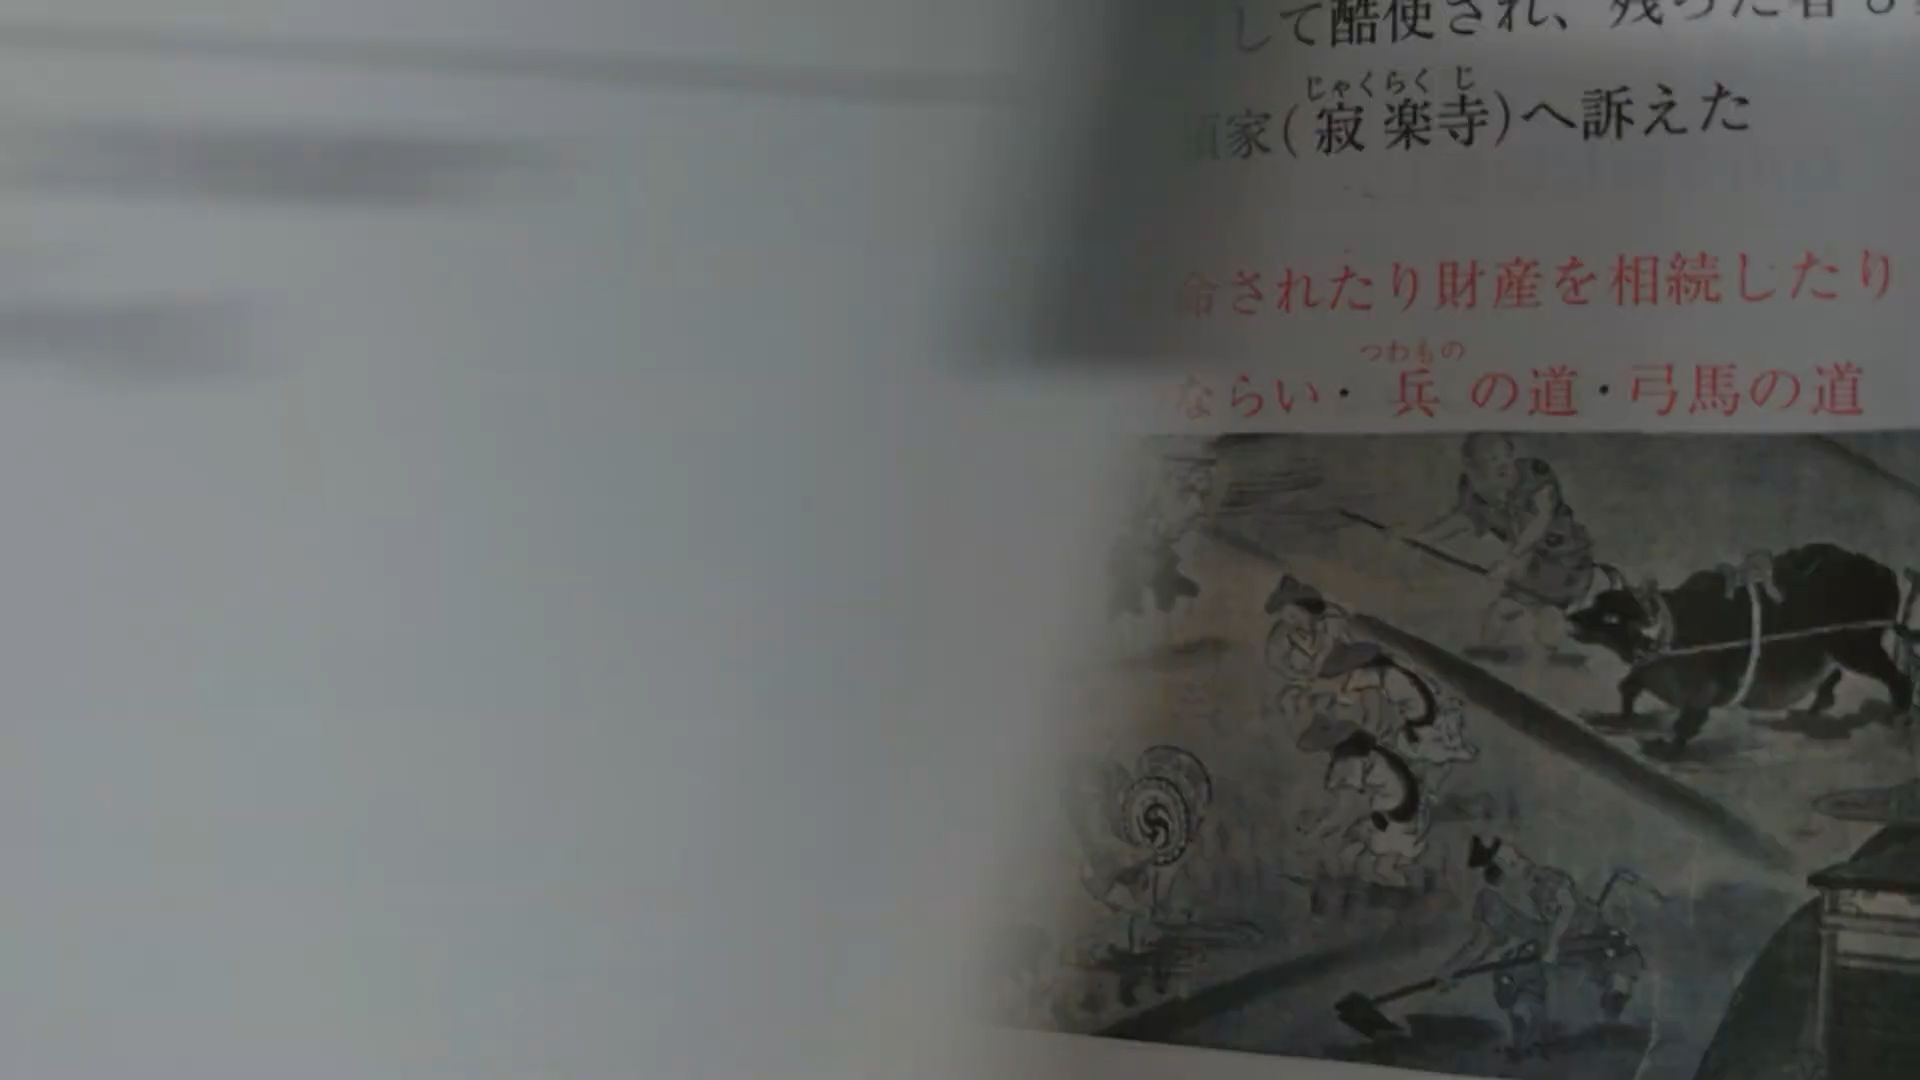 して酷使され、残った者も
家(寂楽寺)へ訴えた
じゃくらくじ
命されたり財産を相続したり
つわもの
ならい・兵の道・弓馬の道